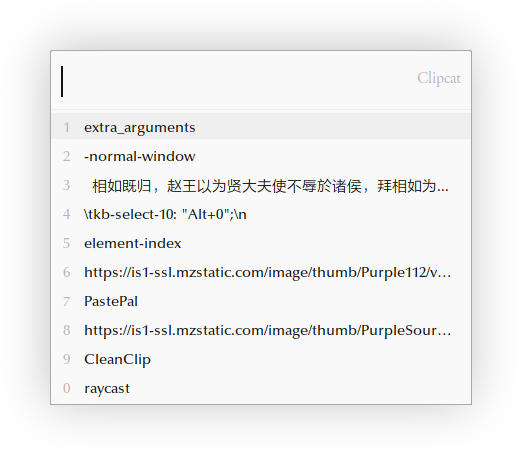 Clipcat
1 extra_arguments
2 -normal-window
3 相如既归，赵王以为贤大夫使不辱於诸侯，拜相如为...
4 \tkb-select-10: "Alt+0";\n
5 element-index
6 https://is1-ssl.mzstatic.com/image/thumb/Purple112/v...
7 PastePal
8 https://is1-ssl.mzstatic.com/image/thumb/PurpleSour...
9 CleanClip
0 raycast